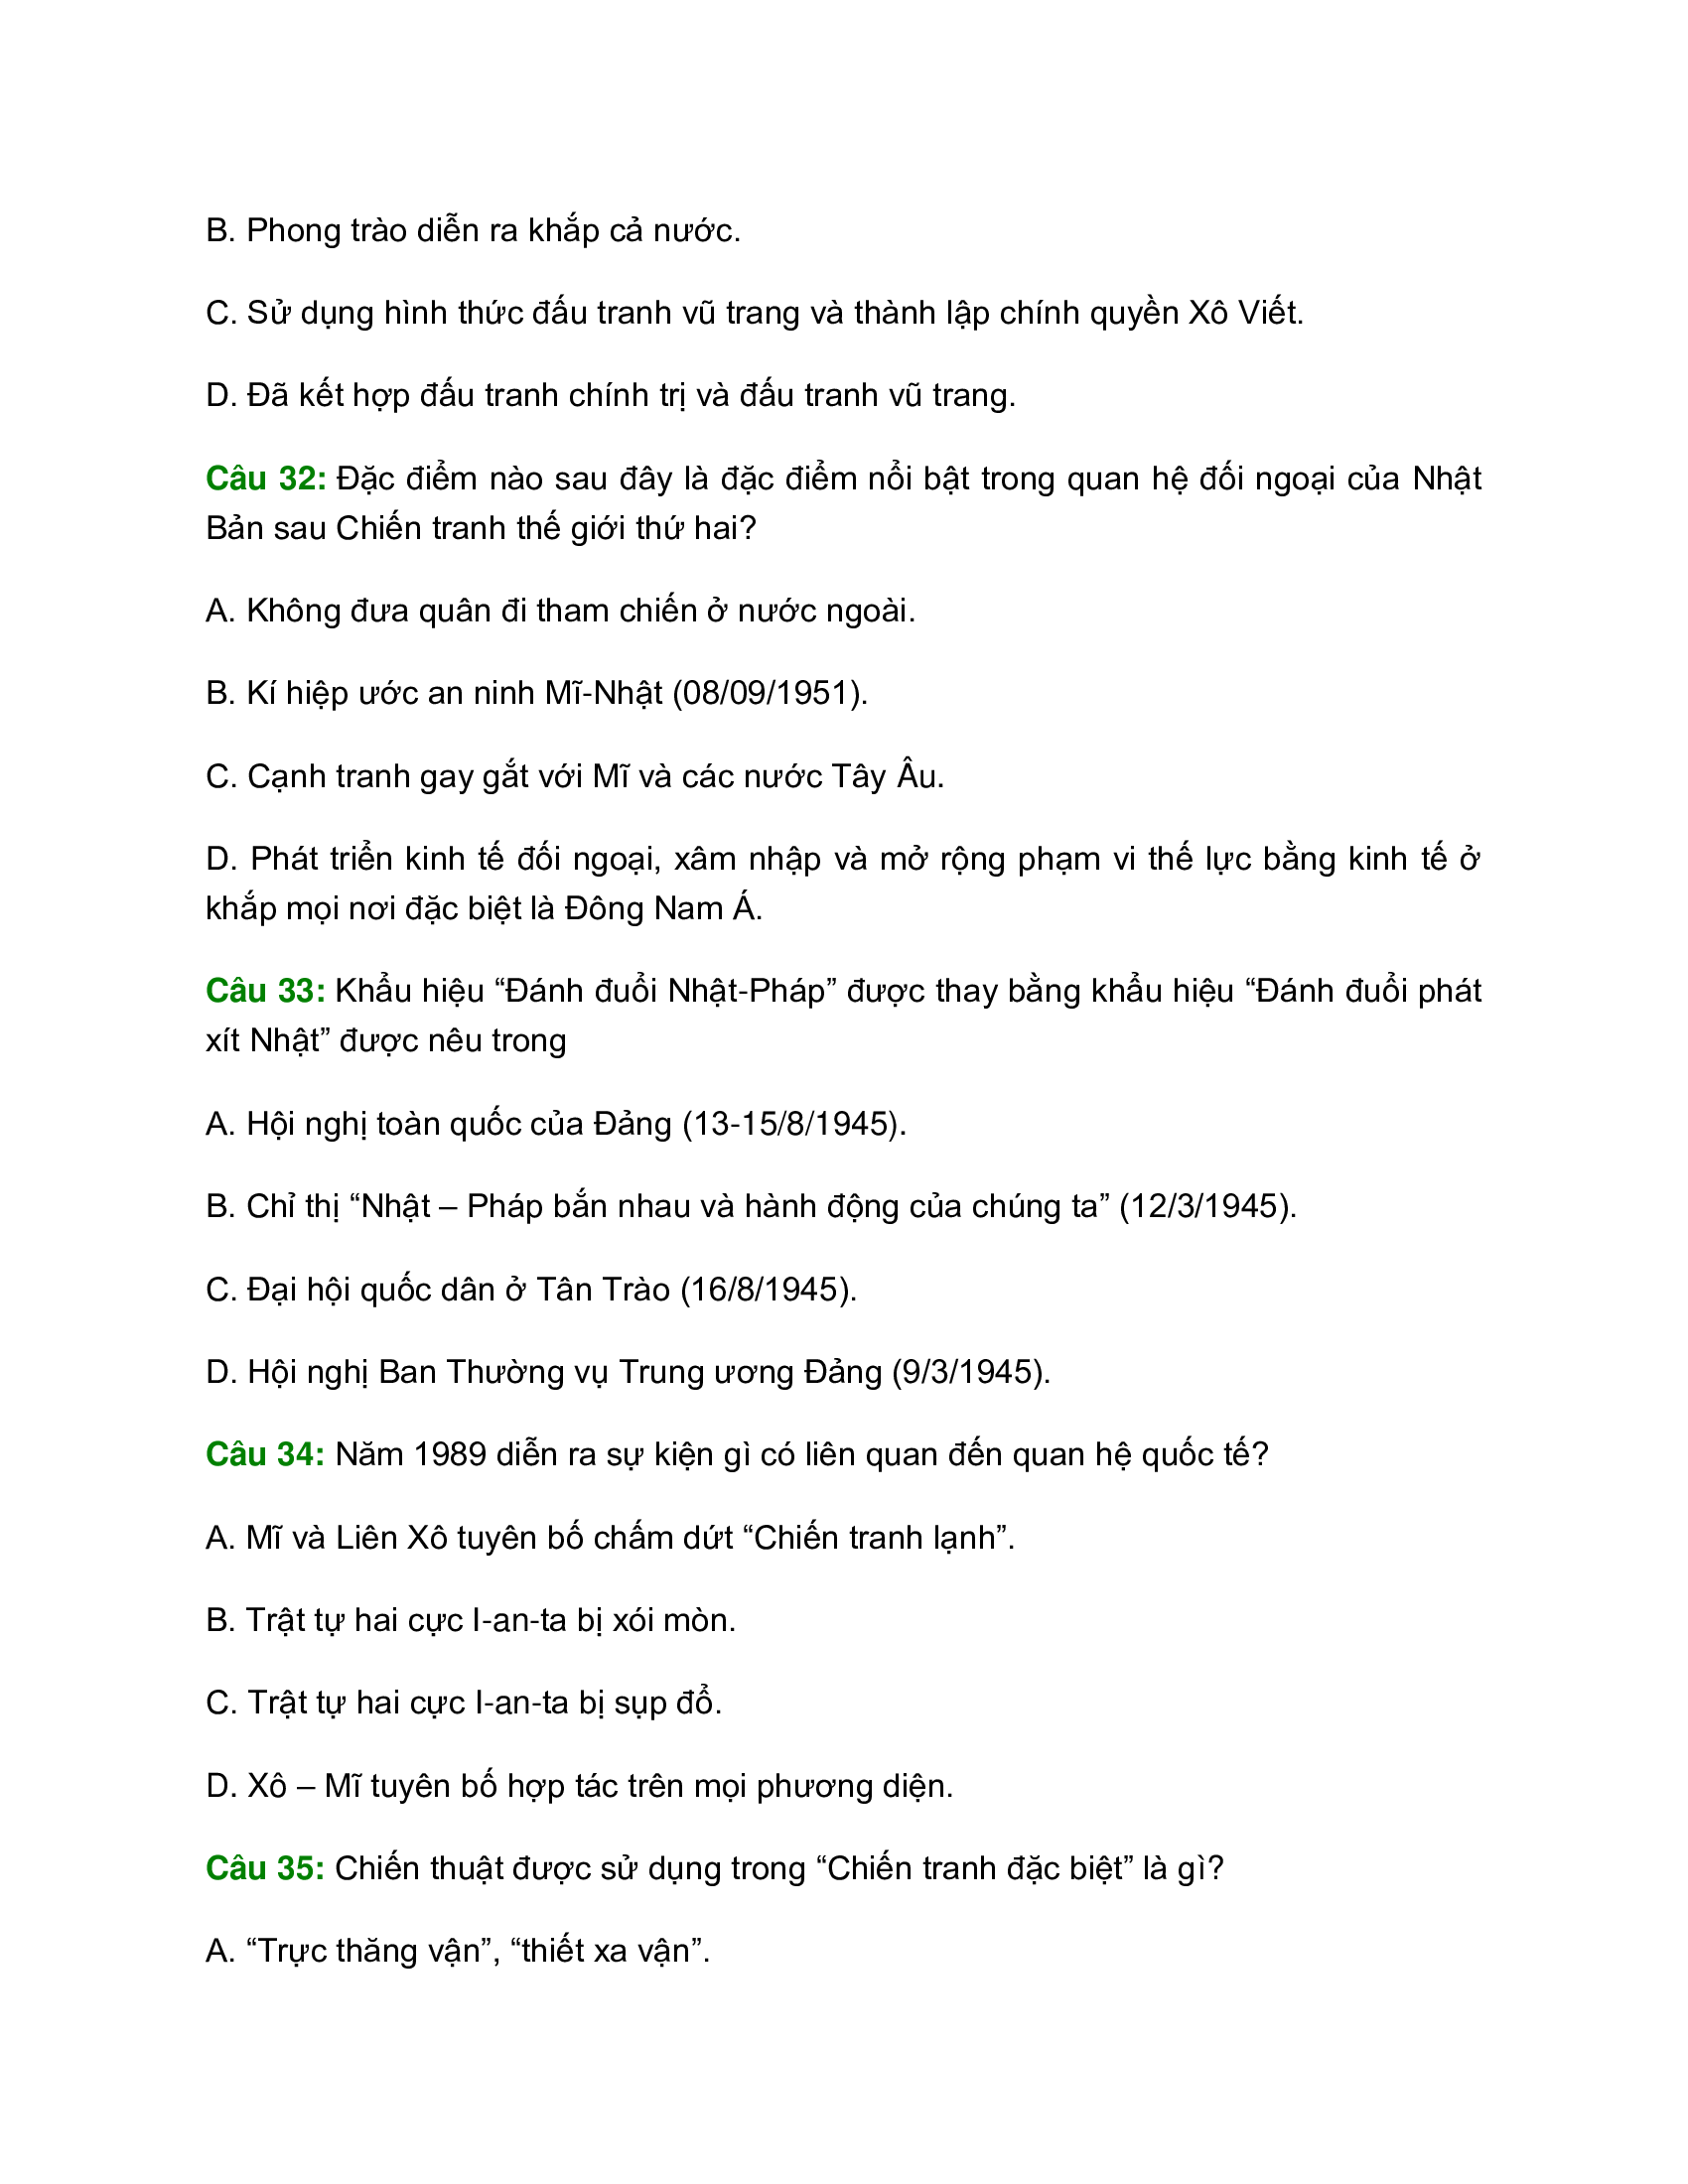 B. Phong trào diễn ra khắp cả nước.
C. Sử dụng hình thức đấu tranh vũ trang và thành lập chính quyền Xô Viết.
D. Đã kết hợp đấu tranh chính trị và đấu tranh vũ trang.
Câu 32: Đặc điểm nào sau đây là đặc điểm nổi bật trong quan hệ đối ngoại của Nhật
Bản sau Chiến tranh thế giới thứ hai?
A. Không đưa quân đi tham chiến ở nước ngoài.
B. Kí hiệp ước an ninh Mĩ-Nhật (08/09/1951).
C. Cạnh tranh gay gắt với Mĩ và các nước Tây Âu.
D. Phát triển kinh tế đối ngoại, xâm nhập và mở rộng phạm vi thế lực bằng kinh tế ở
khắp mọi nơi đặc biệt là Đông Nam Á.
Câu 33: Khẩu hiệu “Đánh đuổi Nhật-Pháp” được thay bằng khẩu hiệu “Đánh đuổi phát
xít Nhật” được nêu trong
A. Hội nghị toàn quốc của Đảng (13-15/8/1945).
B. Chỉ thị “Nhật – Pháp bắn nhau và hành động của chúng ta” (12/3/1945).
C. Đại hội quốc dân ở Tân Trào (16/8/1945).
D. Hội nghị Ban Thường vụ Trung ương Đảng (9/3/1945).
Câu 34: Năm 1989 diễn ra sự kiện gì có liên quan đến quan hệ quốc tế?
A. Mĩ và Liên Xô tuyên bố chấm dứt “Chiến tranh lạnh”.
B. Trật tự hai cực I-an-ta bị xói mòn.
C. Trật tự hai cực I-an-ta bị sụp đổ.
D. Xô – Mĩ tuyên bố hợp tác trên mọi phương diện.
Câu 35: Chiến thuật được sử dụng trong “Chiến tranh đặc biệt” là gì?
A. “Trực thăng vận”, “thiết xa vận”.